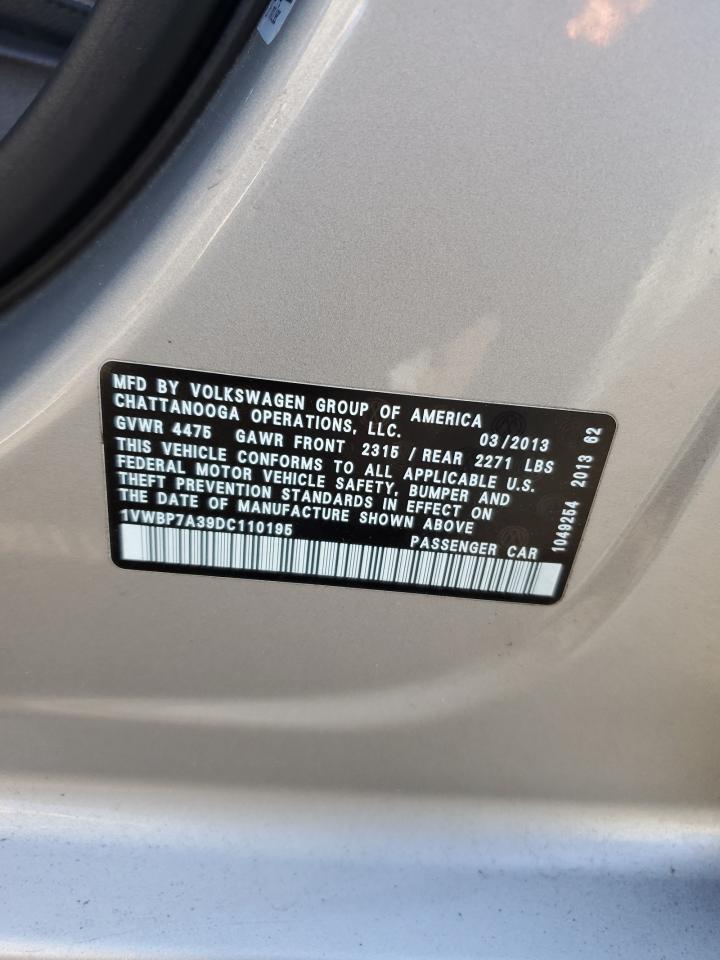 MFD BY VOLKSWAGEN GROUP OF AMERICA
CHATTANOOGA OPERATIONS, LLC.
03/2013
GVWR 4475 GAWR FRONT 2315 / REAR 2271 LBS
THIS VEHICLE CONFORMS TO ALL APPLICABLE U.S.
FEDERAL MOTOR VEHICLE SAFETY, BUMPER AND
THEFT PREVENTION STANDARDS IN EFFECT ON
THE DATE OF MANUFACTURE SHOWN ABOVE
1VWBP7A39DC110195
PASSENGER CAR
1049254 2013 62